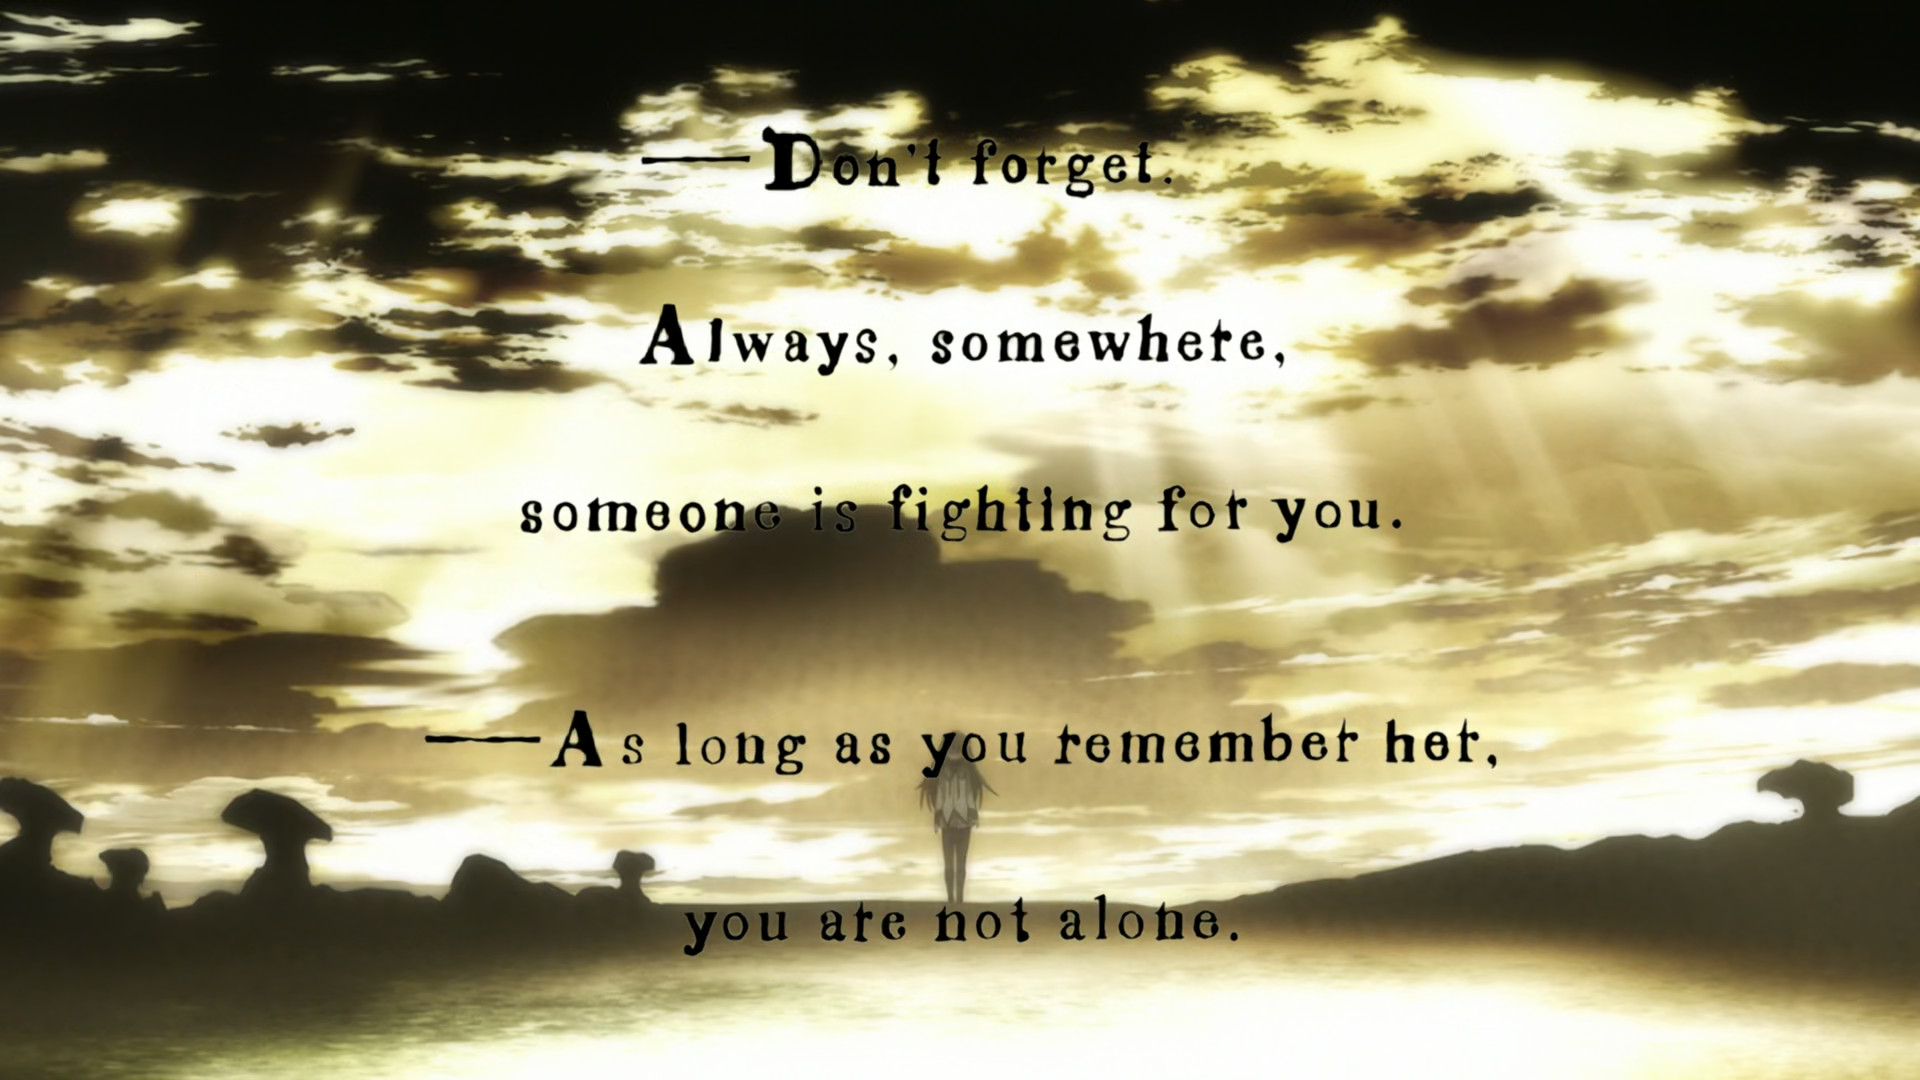 ——Don't forget.
Always, somewhere,
someone is fighting for you.
——As long as you remember her,
you are not alone.